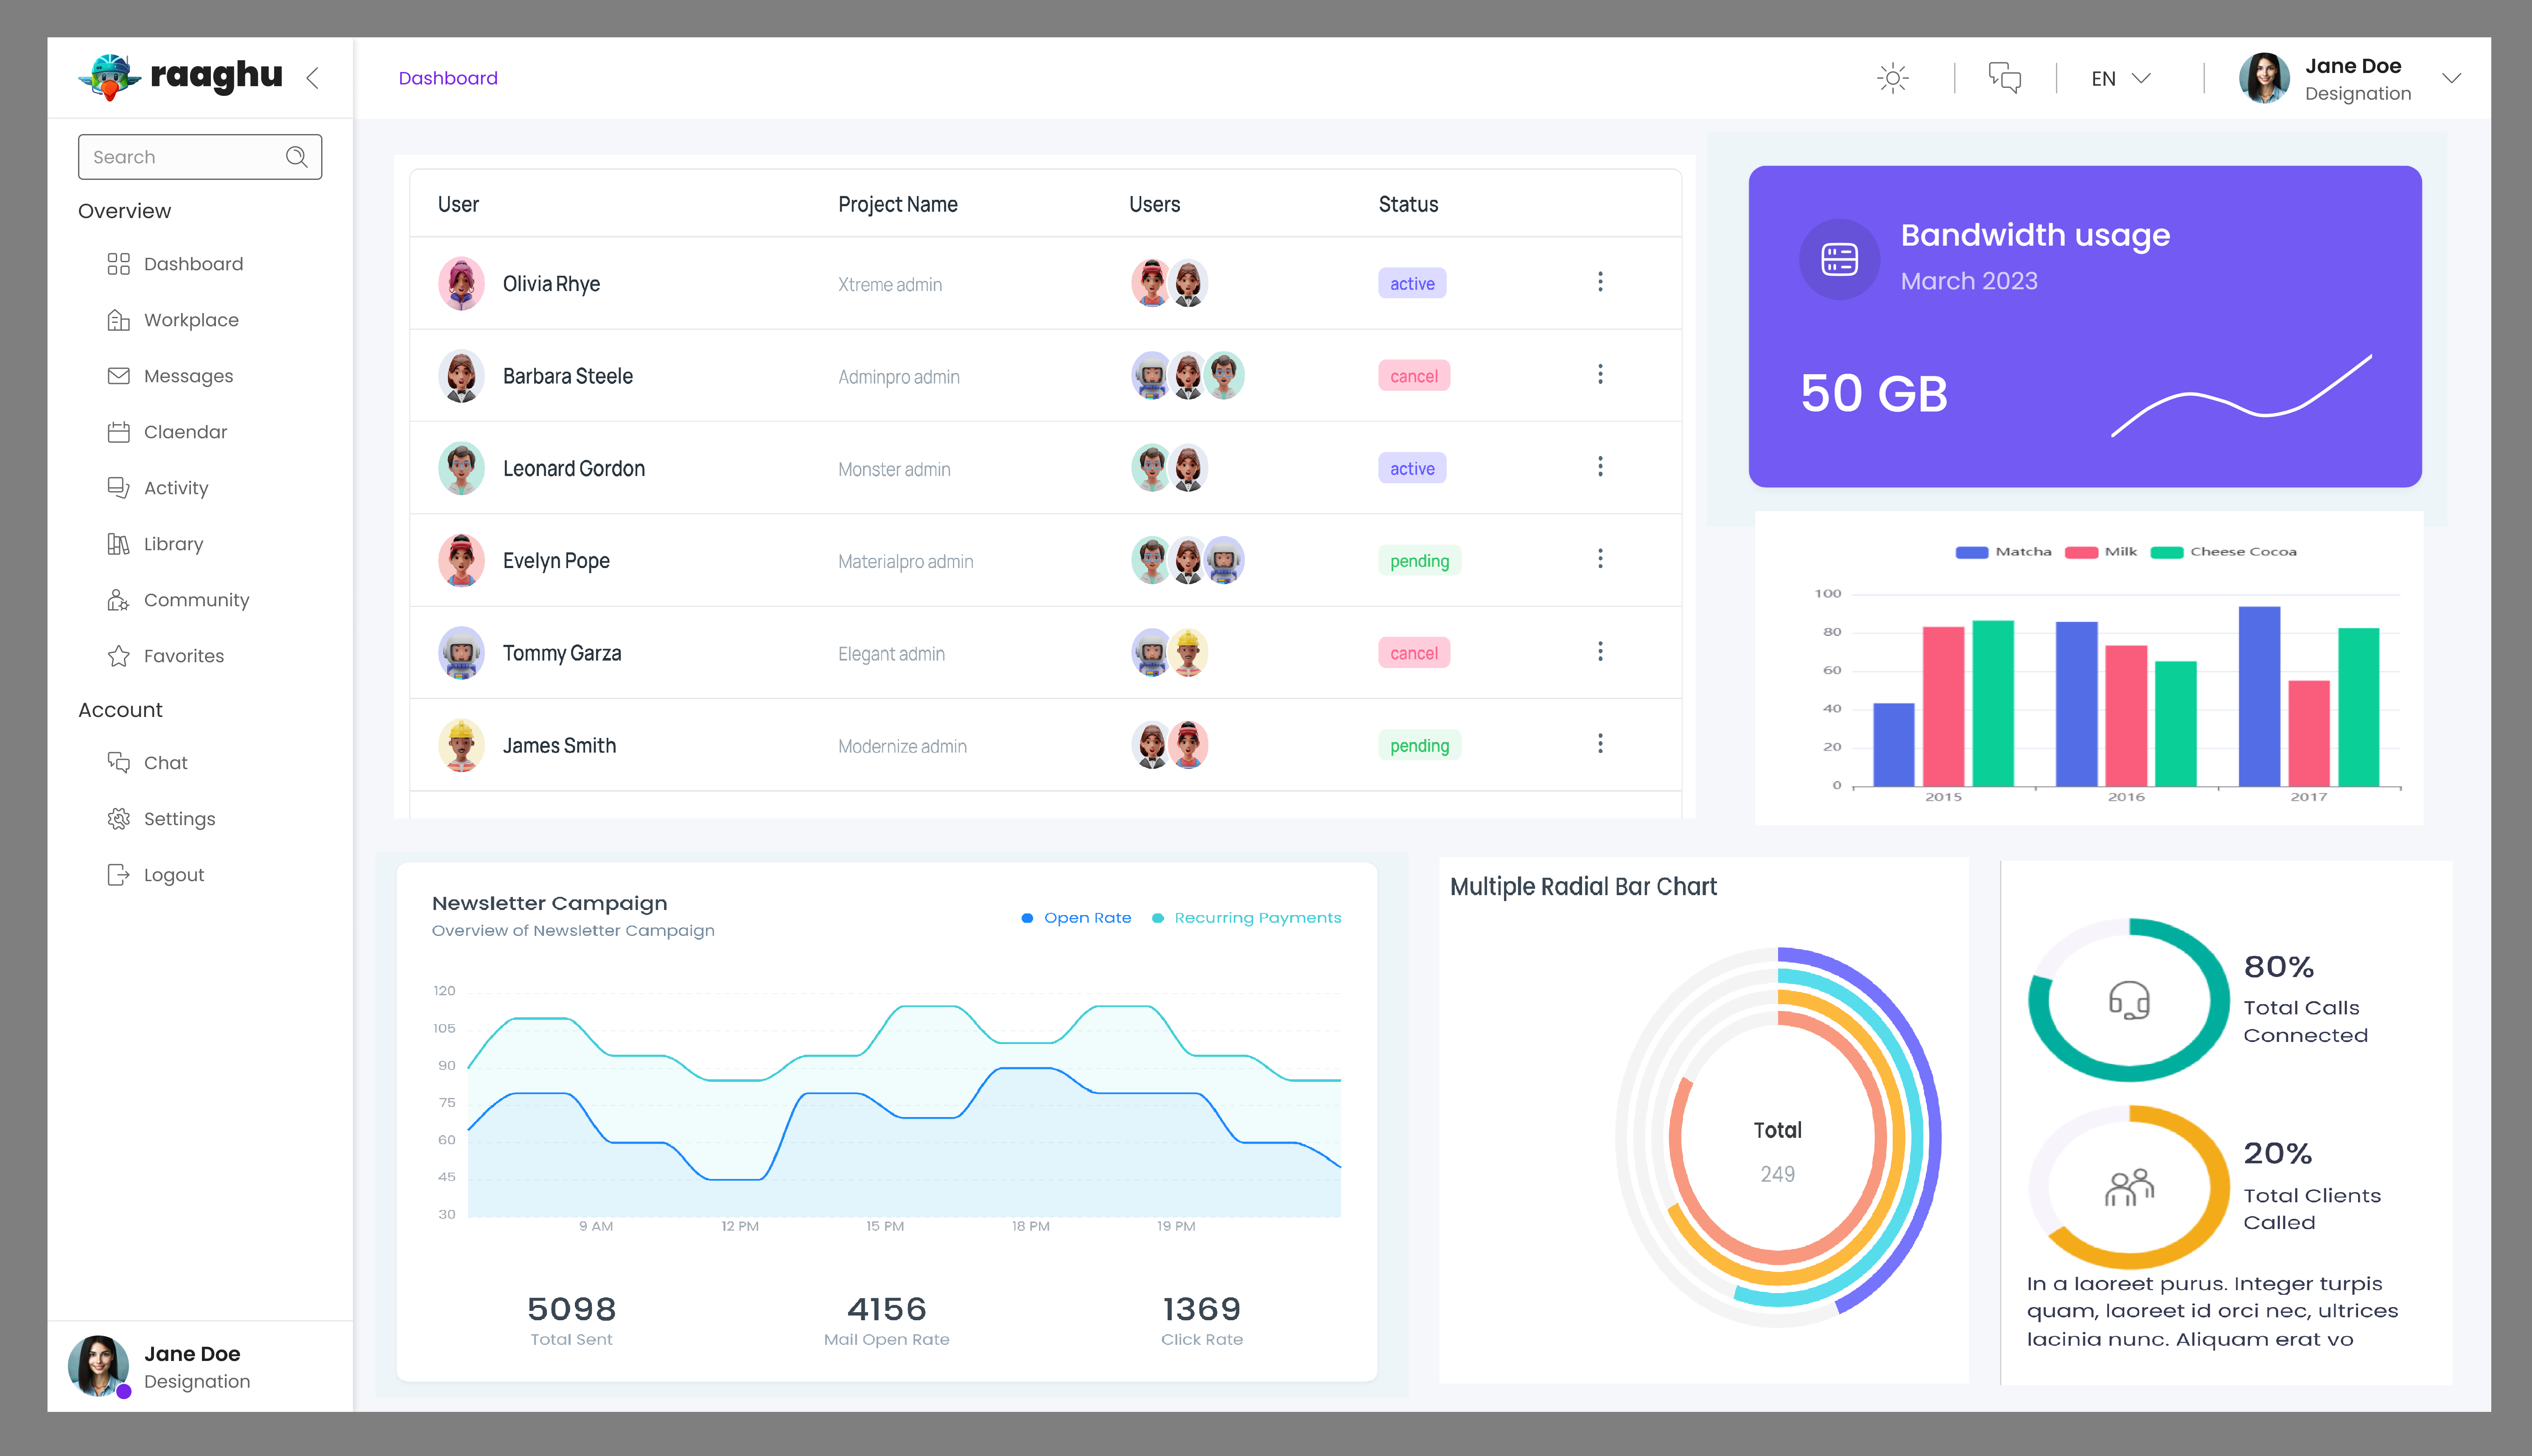 raaghu
Search
Overview
Dashboard
Workplace
Messages
Claendar
Activity
Library
Community
Favorites
Account
Chat
Settings
Logout
Jane Doe
Designation
Dashboard
EN
Jane Doe
Designation
User Project Name Users Status
Olivia Rhye Xtreme admin active
Barbara Steele Adminpro admin cancel
Leonard Gordon Monster admin active
Evelyn Pope Materialpro admin pending
Tommy Garza Elegant admin cancel
James Smith Modernize admin pending
Bandwidth usage
March 2023
50 GB
Matcha Milk Cheese Cocoa
100
80
60
40
20
0
2015 2016 2017
Newsletter Campaign
Overview of Newsletter Campaign
Open Rate Recurring Payments
120
105
90
75
60
45
30
9 AM 12 PM 15 PM 18 PM 19 PM
5098 4156 1369
Total Sent Mail Open Rate Click Rate
Multiple Radial Bar Chart
Total
249
80%
Total Calls
Connected
20%
Total Clients
Called
In a laoreet purus. Integer turpis
quam, laoreet id orci nec, ultrices
lacinia nunc. Aliquam erat vo